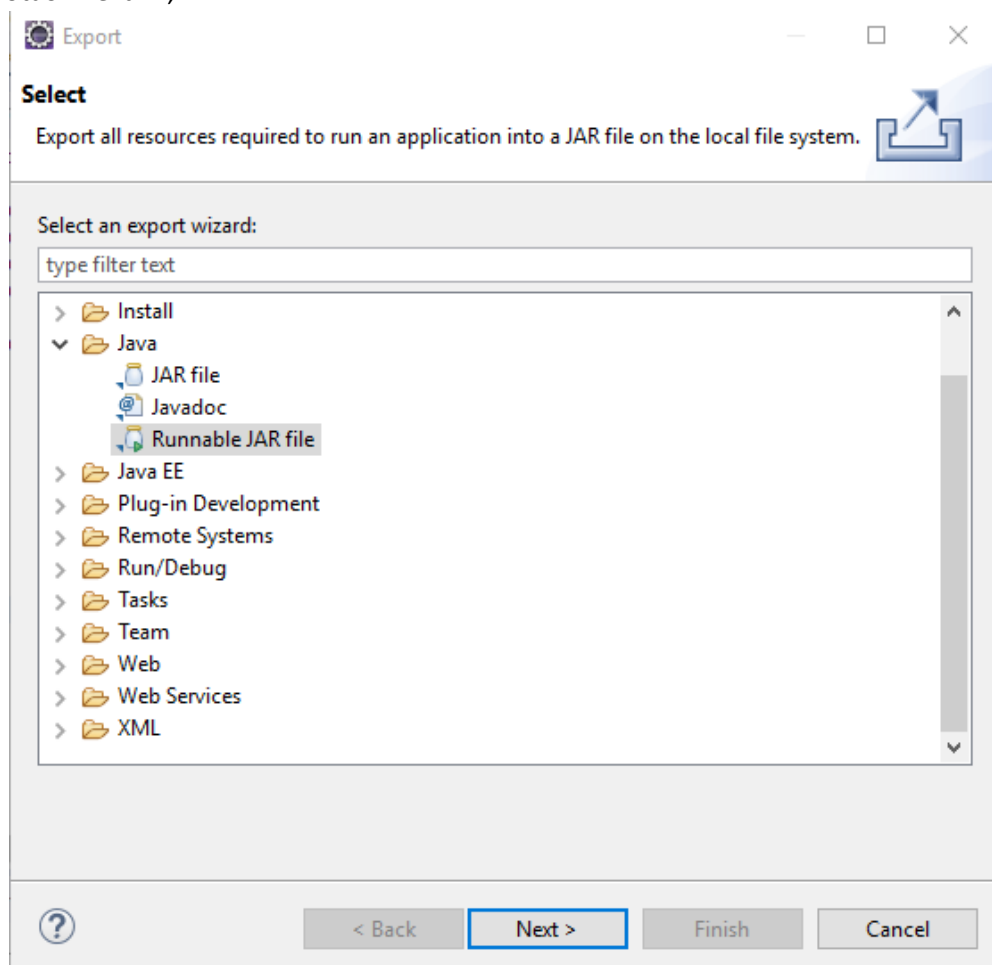 Export
Select
Export all resources required to run an application into a JAR file on the local file system.
Select an export wizard:
type filter text
Install
Java
JAR file
Javadoc
Runnable JAR file
Java EE
Plug-in Development
Remote Systems
Run/Debug
Tasks
Team
Web
Web Services
XML
? < Back Next > Finish Cancel